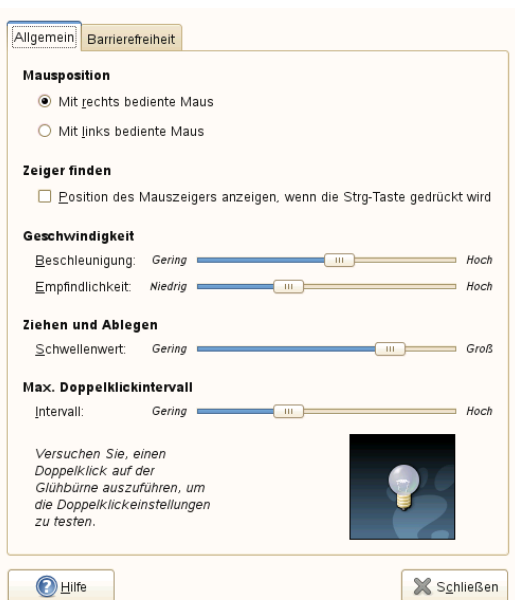 Allgemein Barrierefreiheit
Mausposition
Mit rechts bediente Maus
Mit links bediente Maus
Zeiger finden
Position des Mauszeigers anzeigen, wenn die Strg-Taste gedrückt wird
Geschwindigkeit
Beschleunigung: Gering Hoch
Empfindlichkeit: Niedrig Hoch
Ziehen und Ablegen
Schwellenwert: Gering Groß
Max. Doppelklickintervall
Intervall: Gering Hoch
Versuchen Sie, einen
Doppelklick auf der
Glühbürne auszuführen, um
die Doppelklickeinstellungen
zu testen.
Hilfe Schließen